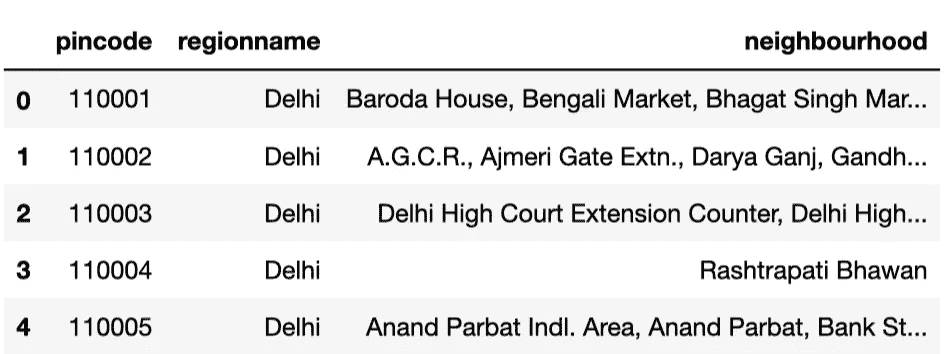 pincode regionname neighbourhood
0 110001 Delhi Baroda House, Bengali Market, Bhagat Singh Mar...
1 110002 Delhi A.G.C.R., Ajmeri Gate Extn., Darya Ganj, Gandh...
2 110003 Delhi Delhi High Court Extension Counter, Delhi High...
3 110004 Delhi Rashtrapati Bhawan
4 110005 Delhi Anand Parbat Indl. Area, Anand Parbat, Bank St...